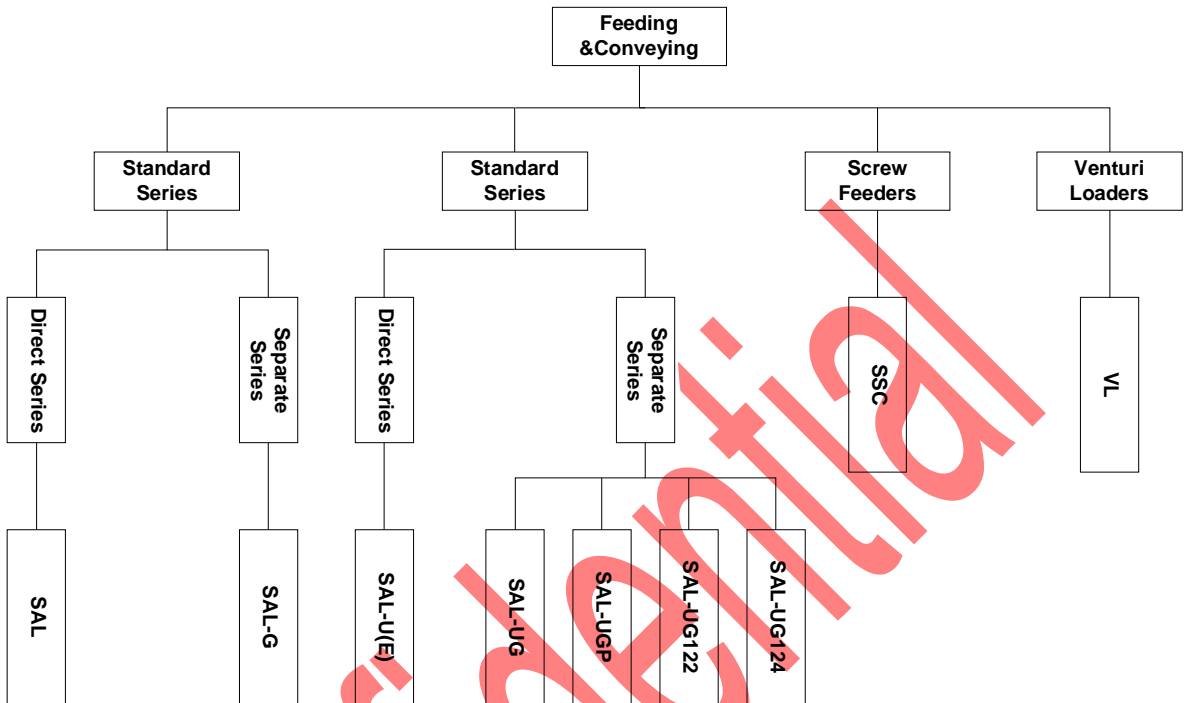 Feeding
&Conveying
Standard
Series
Standard
Series
Screw
Feeders
Venturi
Loaders
Direct Series
Separate
Series
Direct Series
Separate
Series
SSC
VL
SAL
SAL-G
SAL-U(E)
SAL-UG
SAL-UGP
SAL-UG122
SAL-UG124